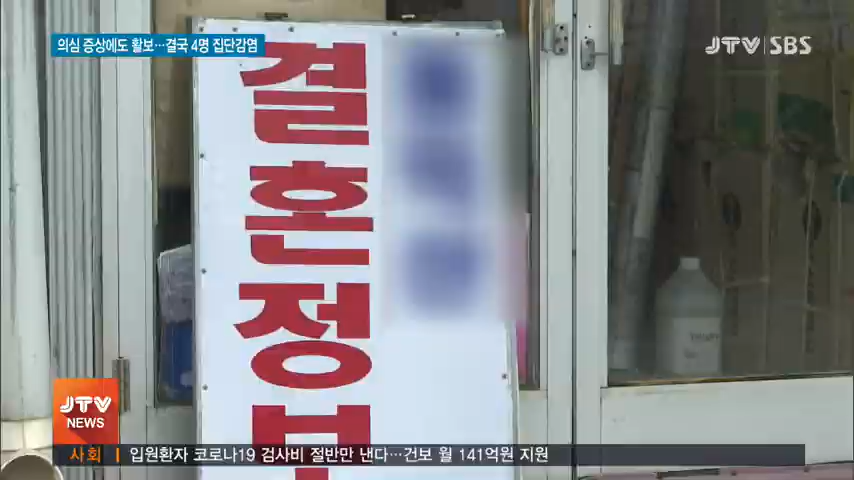 의심 증상에도 활보…결국 4명 집단감염
JTV SBS
결혼정보
JTV
NEWS
사회 입원환자 코로나19 검사비 절반만 낸다…건보 월 141억원 지원